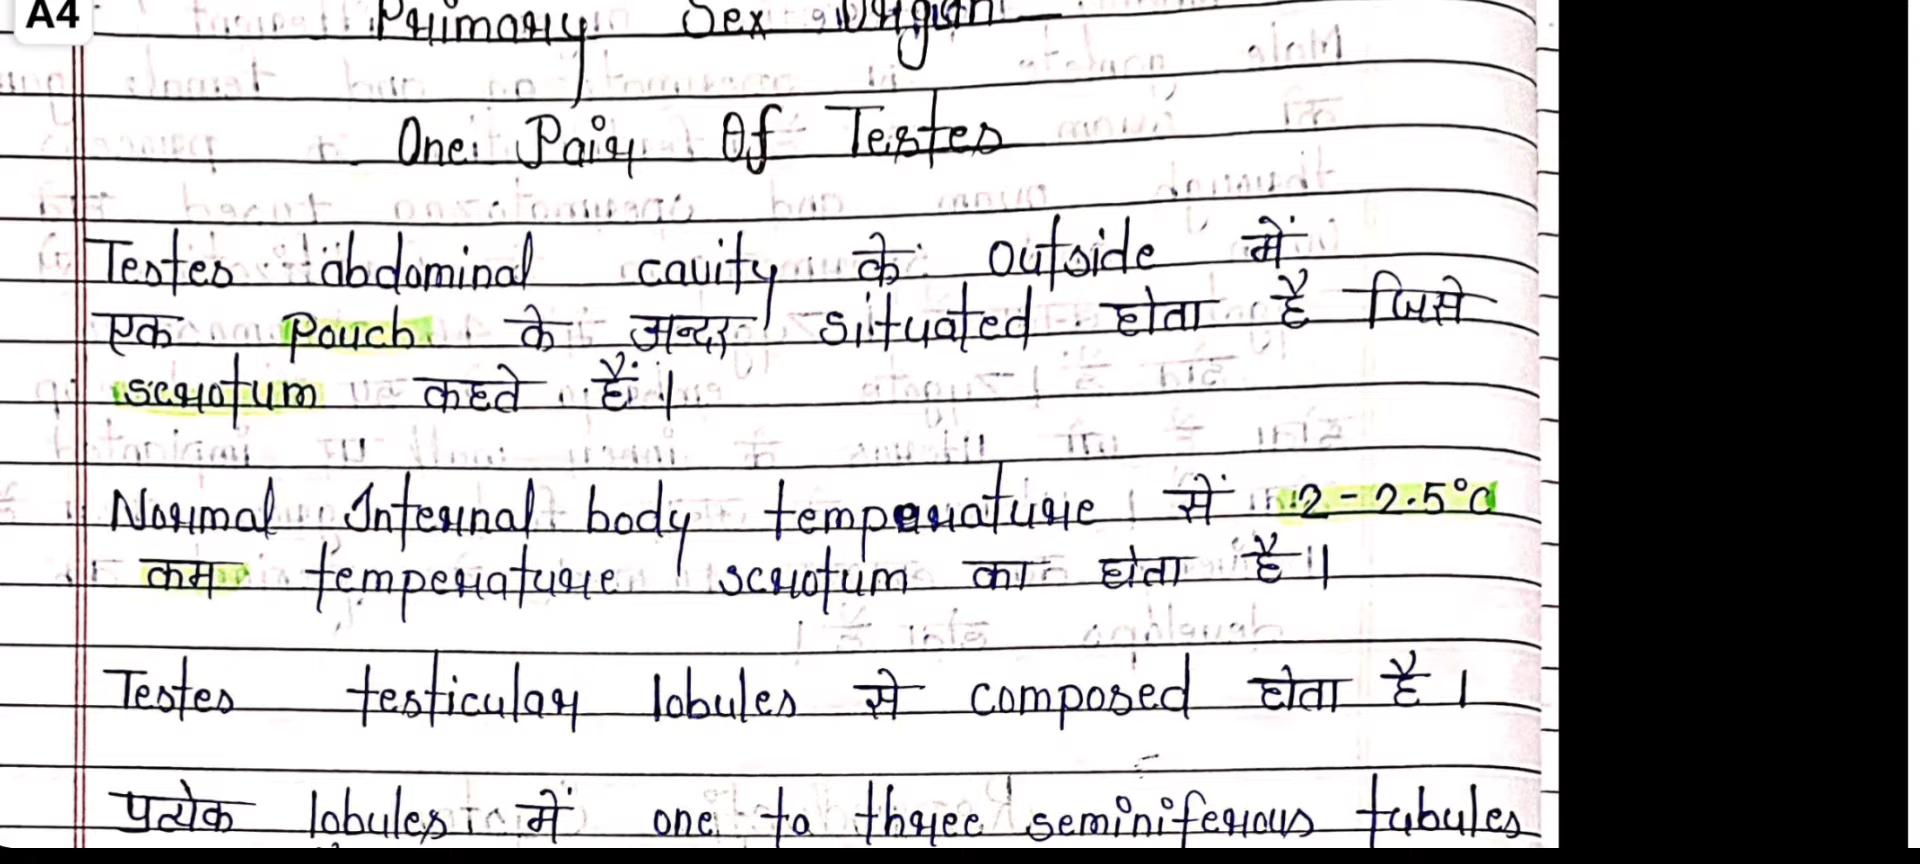 A4
Primary Sex Organ
One Pair Of Testes
Testes abdominal cavity के outside में
एक Pouch के अन्दर situated होता है जिसे
scrotum कहते हैं।
Normal Internal body temperature से 2 - 2.5°C
कम temperature scrotum का होता है।
Testes testicular lobules से composed होता है।
प्रत्येक lobules में one to three seminiferous tubules